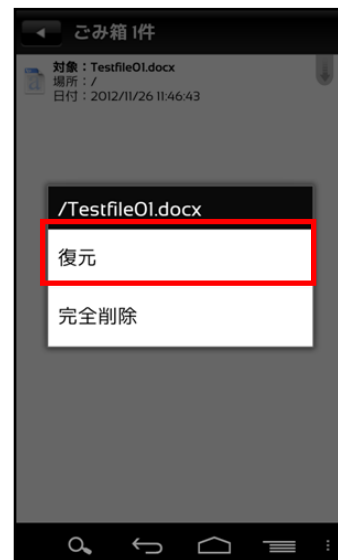 ごみ箱 1件
対象：Testfile01.docx
場所：/
日付：2012/11/26 11:46:43
/Testfile01.docx
復元
完全削除